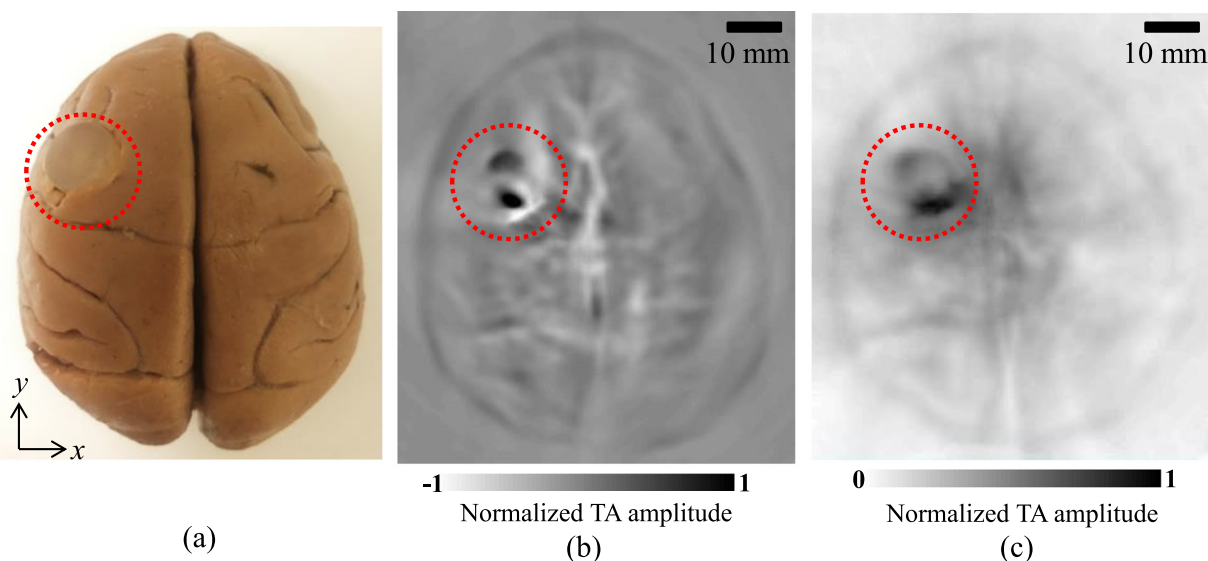 10 mm
10 mm
y
x
-1
1
0
1
Normalized TA amplitude
Normalized TA amplitude
(a)
(b)
(c)